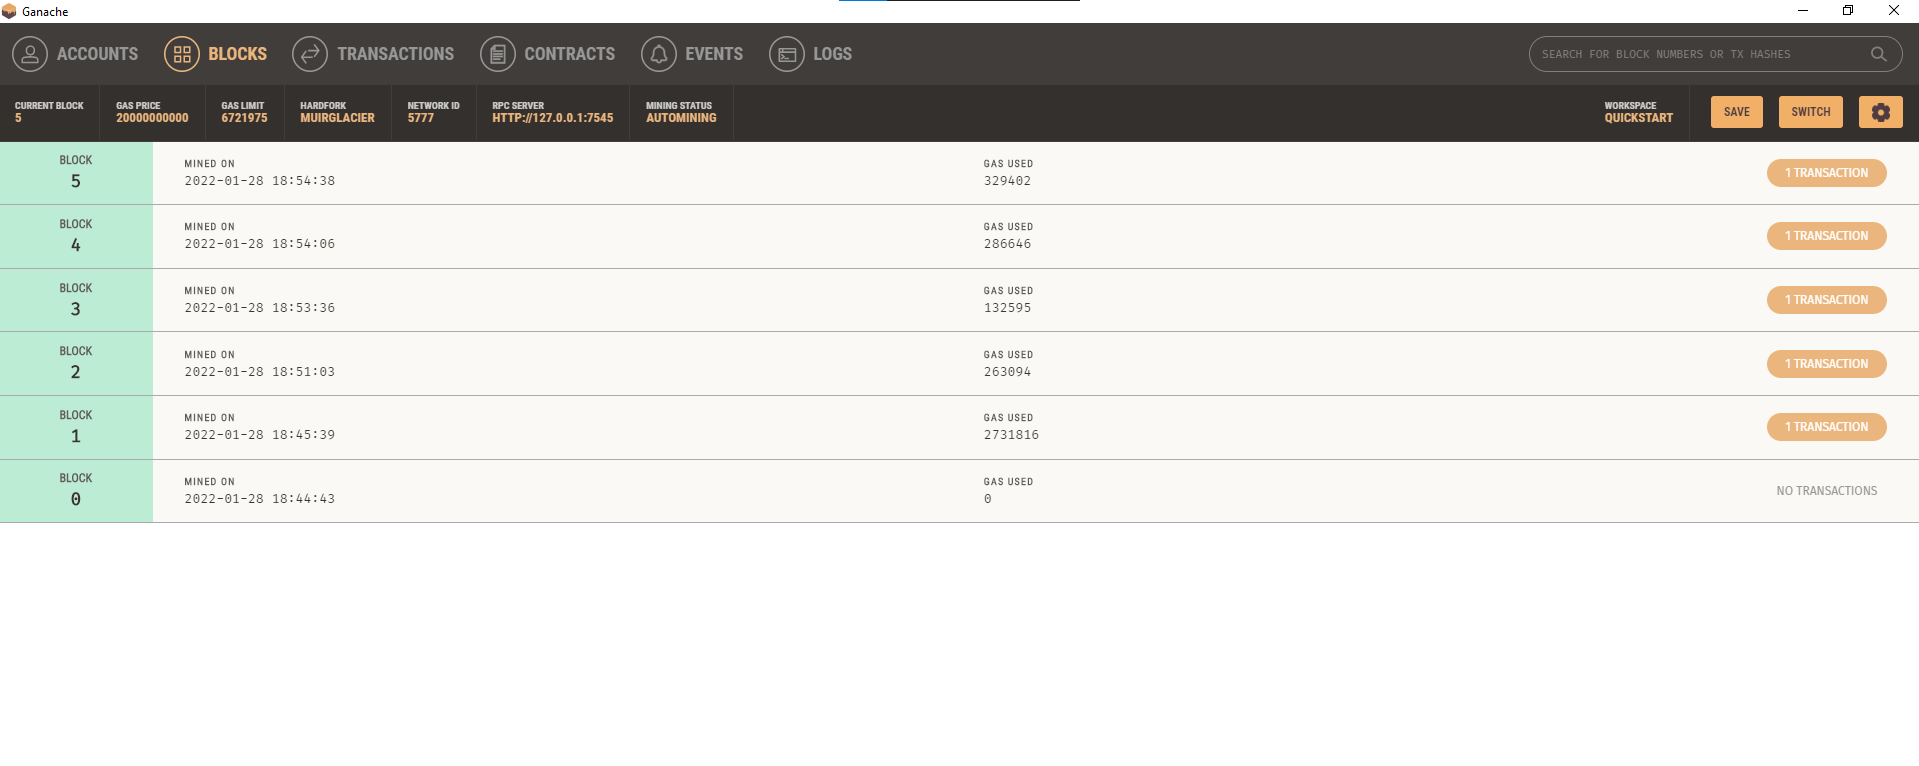 Ganache
ACCOUNTS BLOCKS TRANSACTIONS CONTRACTS EVENTS LOGS SEARCH FOR BLOCK NUMBERS OR TX HASHES
CURRENT BLOCK GAS PRICE GAS LIMIT HARDFORK NETWORK ID RPC SERVER MINING STATUS WORKSPACE
5 20000000000 6721975 MUIRGLACIER 5777 HTTP://127.0.0.1:7545 AUTOMINING QUICKSTART SAVE SWITCH
BLOCK MINED ON GAS USED
5 2022-01-28 18:54:38 329402 1 TRANSACTION
BLOCK MINED ON GAS USED
4 2022-01-28 18:54:06 286646 1 TRANSACTION
BLOCK MINED ON GAS USED
3 2022-01-28 18:53:36 132595 1 TRANSACTION
BLOCK MINED ON GAS USED
2 2022-01-28 18:51:03 263094 1 TRANSACTION
BLOCK MINED ON GAS USED
1 2022-01-28 18:45:39 2731816 1 TRANSACTION
BLOCK MINED ON GAS USED
0 2022-01-28 18:44:43 0 NO TRANSACTIONS